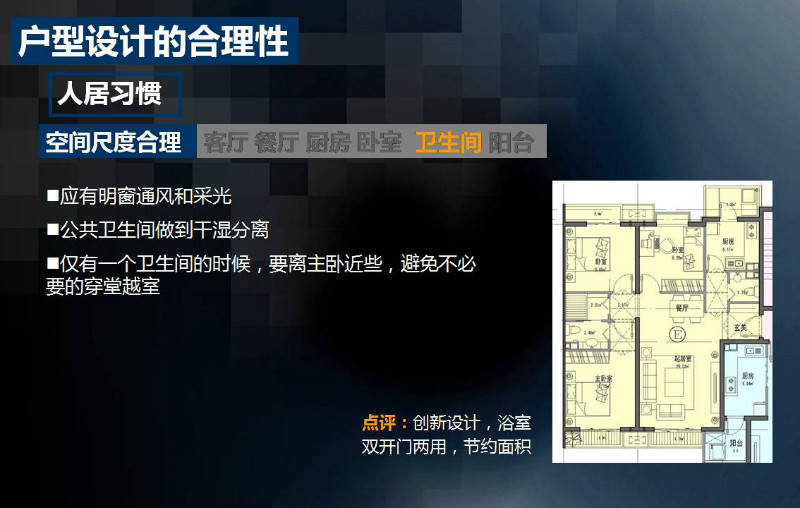 户型设计的合理性
人居习惯
空间尺度合理 客厅 餐厅 厨房 卧室 卫生间 阳台
■应有明窗通风和采光
■公共卫生间做到干湿分离
■仅有一个卫生间的时候，要离主卧近些，避免不必
要的穿堂越室
点评：创新设计，浴室
双开门两用，节约面积
卧室
卧室
厨房
餐厅
玄关
E
起居室
主卧室
厨房
阳台